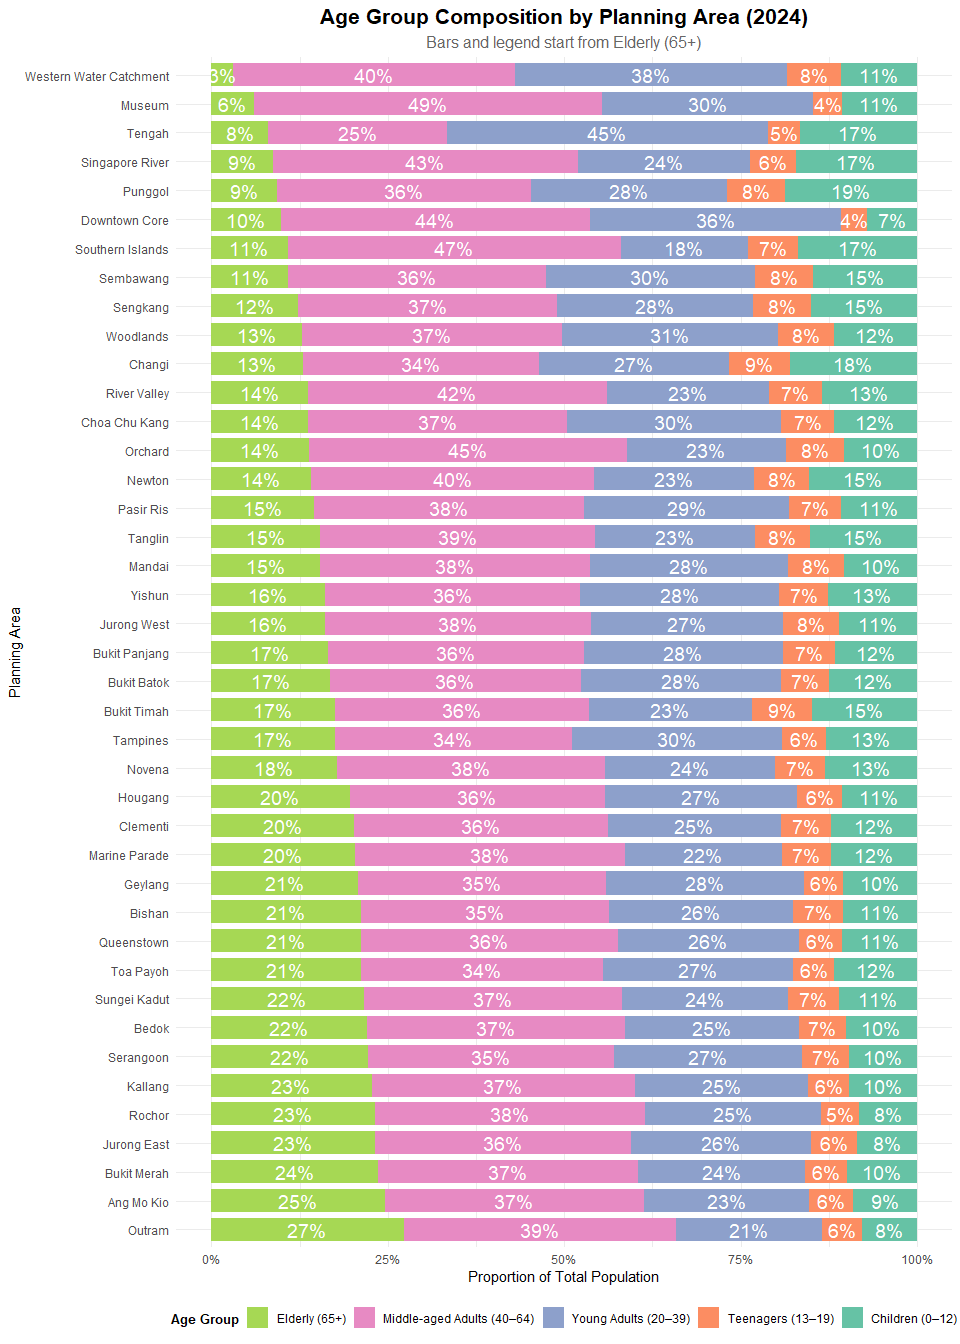 Age Group Composition by Planning Area (2024)
Bars and legend start from Elderly (65+)
Planning Area
Western Water Catchment 3% 40% 38% 8% 11%
Museum 6% 49% 30% 4% 11%
Tengah 8% 25% 45% 5% 17%
Singapore River 9% 43% 24% 6% 17%
Punggol 9% 36% 28% 8% 19%
Downtown Core 10% 44% 36% 4% 7%
Southern Islands 11% 47% 18% 7% 17%
Sembawang 11% 36% 30% 8% 15%
Sengkang 12% 37% 28% 8% 15%
Woodlands 13% 37% 31% 8% 12%
Changi 13% 34% 27% 9% 18%
River Valley 14% 42% 23% 7% 13%
Choa Chu Kang 14% 37% 30% 7% 12%
Orchard 14% 45% 23% 8% 10%
Newton 14% 40% 23% 8% 15%
Pasir Ris 15% 38% 29% 7% 11%
Tanglin 15% 39% 23% 8% 15%
Mandai 15% 38% 28% 8% 10%
Yishun 16% 36% 28% 7% 13%
Jurong West 16% 38% 27% 8% 11%
Bukit Panjang 17% 36% 28% 7% 12%
Bukit Batok 17% 36% 28% 7% 12%
Bukit Timah 17% 36% 23% 9% 15%
Tampines 17% 34% 30% 6% 13%
Novena 18% 38% 24% 7% 13%
Hougang 20% 36% 27% 6% 11%
Clementi 20% 36% 25% 7% 12%
Marine Parade 20% 38% 22% 7% 12%
Geylang 21% 35% 28% 6% 10%
Bishan 21% 35% 26% 7% 11%
Queenstown 21% 36% 26% 6% 11%
Toa Payoh 21% 34% 27% 6% 12%
Sungei Kadut 22% 37% 24% 7% 11%
Bedok 22% 37% 25% 7% 10%
Serangoon 22% 35% 27% 7% 10%
Kallang 23% 37% 25% 6% 10%
Rochor 23% 38% 25% 5% 8%
Jurong East 23% 36% 26% 6% 8%
Bukit Merah 24% 37% 24% 6% 10%
Ang Mo Kio 25% 37% 23% 6% 9%
Outram 27% 39% 21% 6% 8%
0% 25% 50% 75% 100%
Proportion of Total Population
Age Group Elderly (65+) Middle-aged Adults (40–64) Young Adults (20–39) Teenagers (13–19) Children (0–12)